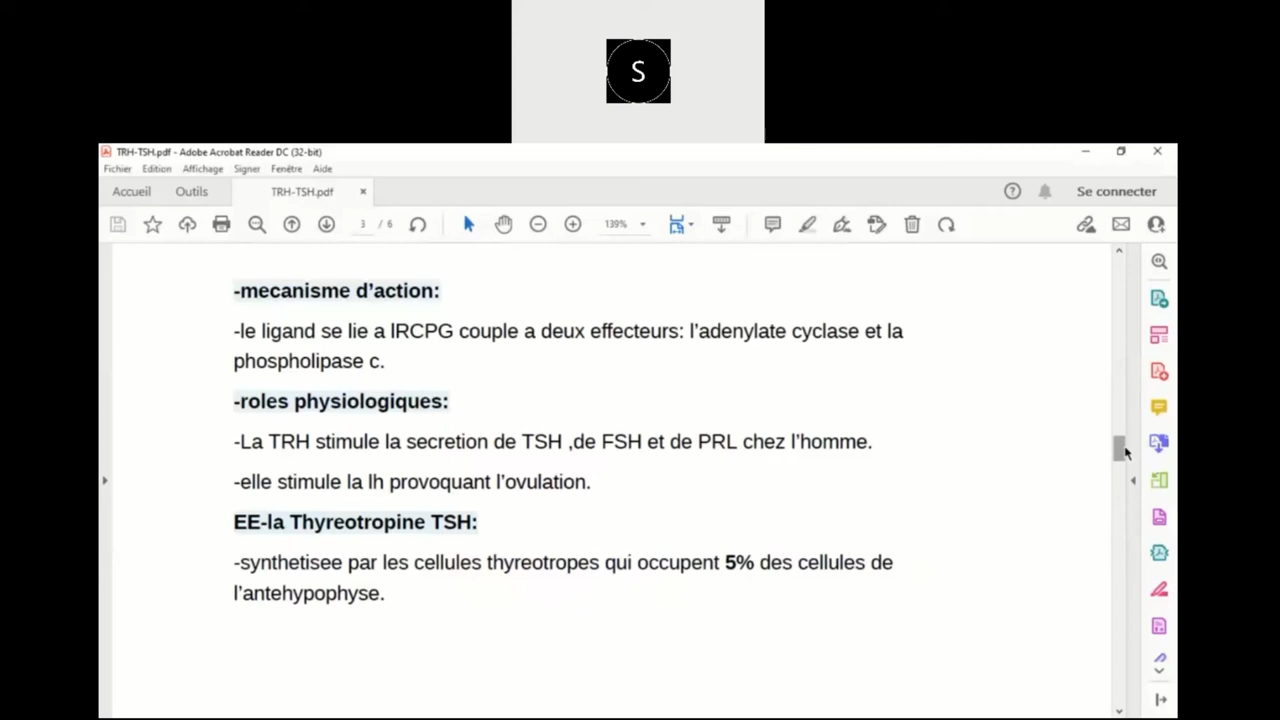 S
TRH-TSH.pdf - Adobe Acrobat Reader DC (32-bit)
Fichier Edition Affichage Signer Fenêtre Aide
Accueil Outils TRH-TSH.pdf × Se connecter
3 / 6 139%
-mecanisme d’action:
-le ligand se lie a lRCPG couple a deux effecteurs: l’adenylate cyclase et la
phospholipase c.
-roles physiologiques:
-La TRH stimule la secretion de TSH ,de FSH et de PRL chez l’homme.
-elle stimule la lh provoquant l’ovulation.
EE-la Thyreotropine TSH:
-synthetisee par les cellules thyreotropes qui occupent 5% des cellules de
l’antehypophyse.